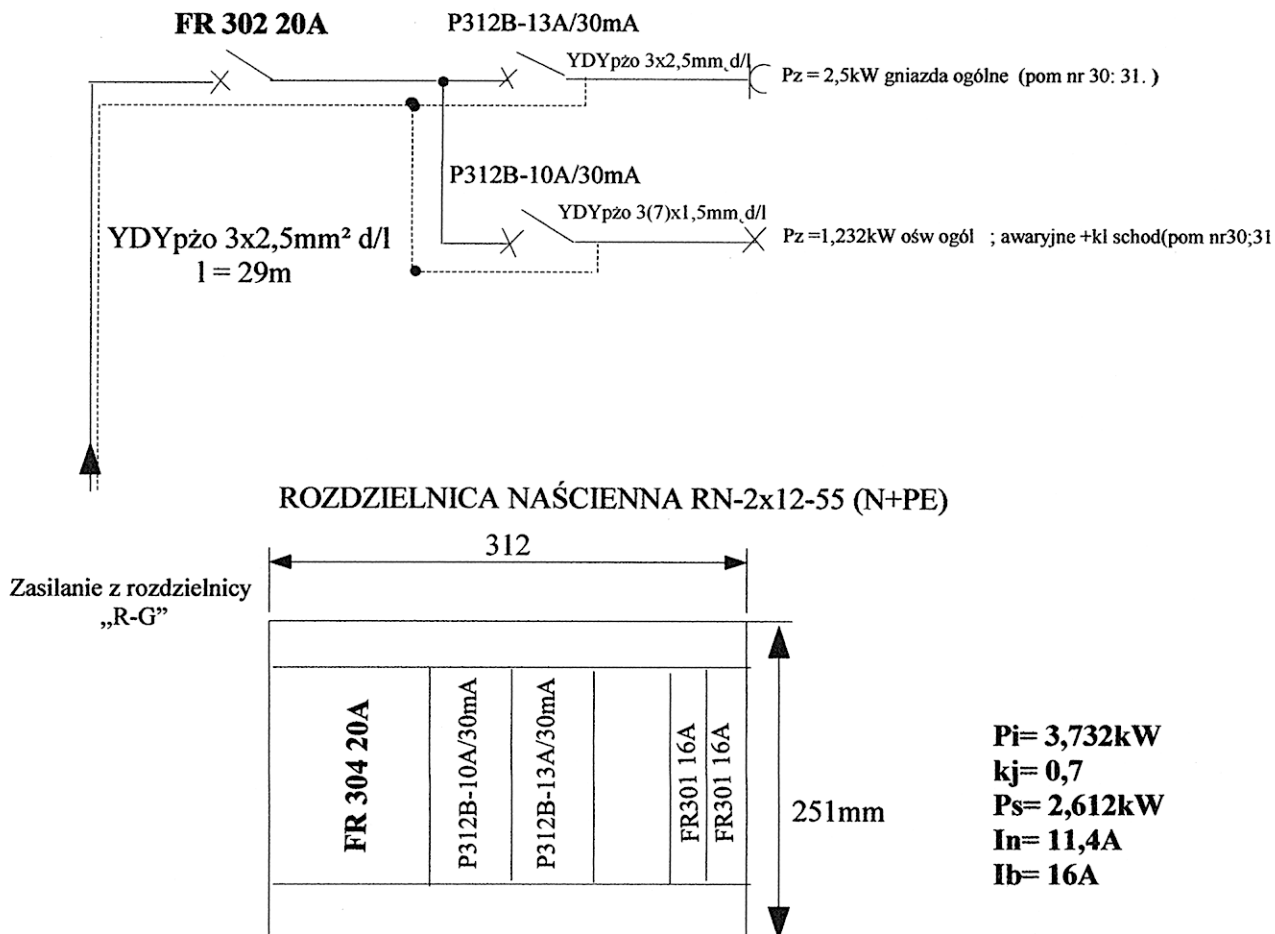 FR 302 20A
P312B-13A/30mA
YDYpżo 3x2,5mm, d/l
Pz = 2,5kW gniazda ogólne (pom nr 30: 31. )
P312B-10A/30mA
YDYpżo 3(7)x1,5mm, d/l
Pz =1,232kW ośw ogól ; awaryjne +kl schod(pom nr30;31
YDYpżo 3x2,5mm² d/l
l = 29m
ROZDZIELNICA NAŚCIENNA RN-2x12-55 (N+PE)
312
Zasilanie z rozdzielnicy
„R-G”
FR 304 20A
P312B-10A/30mA
P312B-13A/30mA
FR301 16A
FR301 16A
251mm
Pi= 3,732kW
kj= 0,7
Ps= 2,612kW
In= 11,4A
Ib= 16A